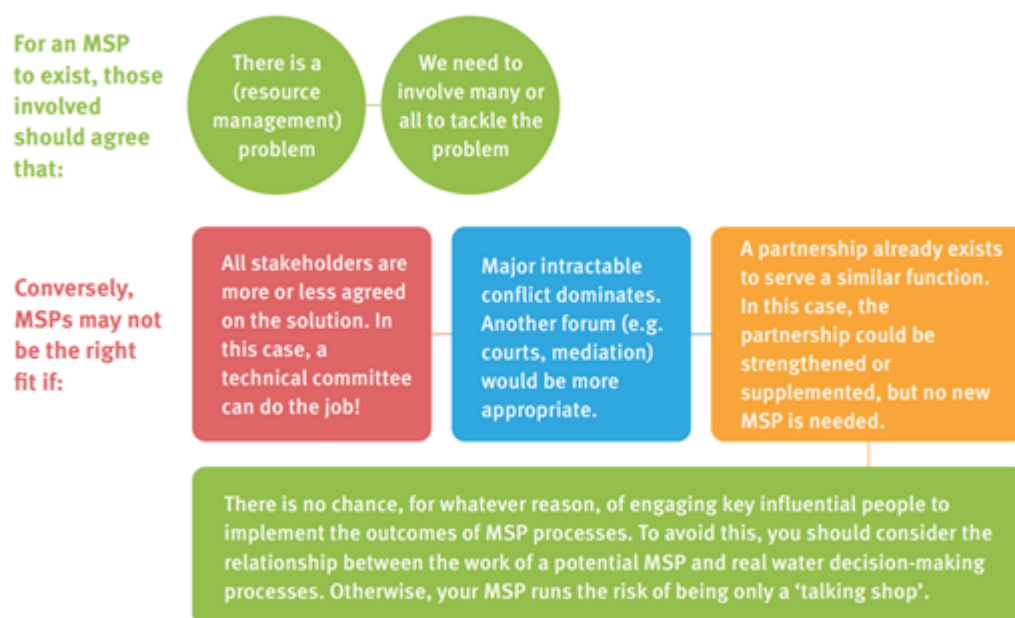 For an MSP
to exist, those
involved
should agree
that:
There is a
(resource
management)
problem
We need to
involve many or
all to tackle the
problem
Conversely,
MSPs may not
be the right
fit if:
All stakeholders are
more or less agreed
on the solution. In
this case, a
technical committee
can do the job!
Major intractable
conflict dominates.
Another forum (e.g.
courts, mediation)
would be more
appropriate.
A partnership already exists
to serve a similar function.
In this case, the
partnership could be
strengthened or
supplemented, but no new
MSP is needed.
There is no chance, for whatever reason, of engaging key influential people to
implement the outcomes of MSP processes. To avoid this, you should consider the
relationship between the work of a potential MSP and real water decision-making
processes. Otherwise, your MSP runs the risk of being only a ‘talking shop’.